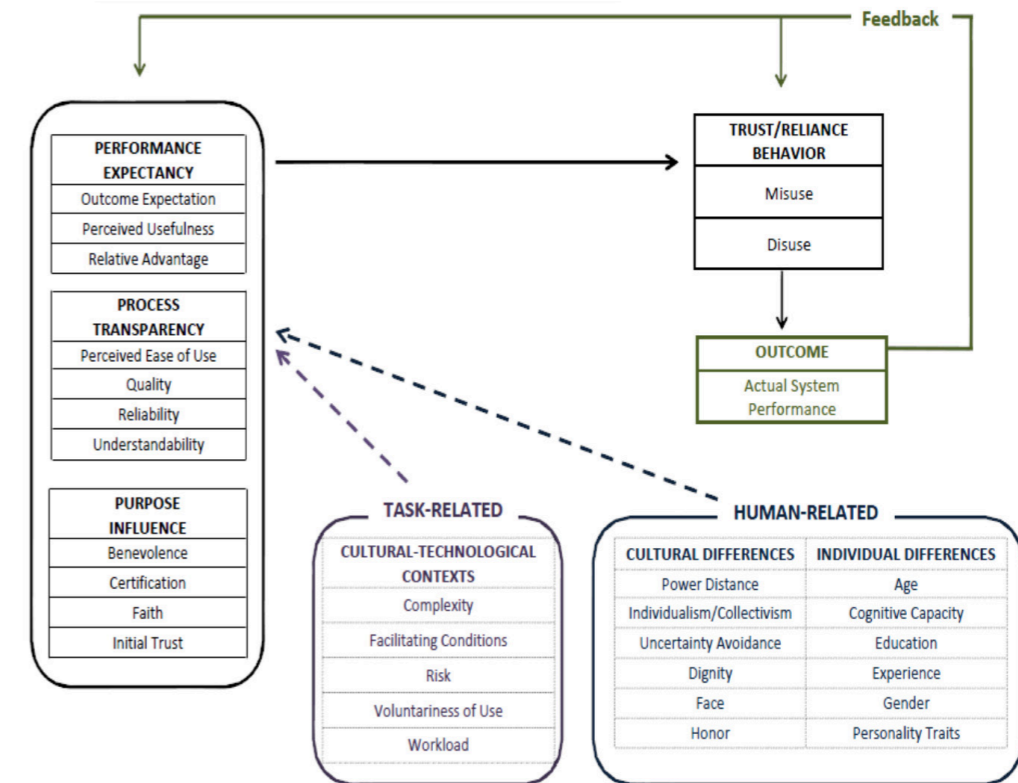 Feedback
PERFORMANCE
EXPECTANCY
Outcome Expectation
Perceived Usefulness
Relative Advantage
PROCESS
TRANSPARENCY
Perceived Ease of Use
Quality
Reliability
Understandability
PURPOSE
INFLUENCE
Benevolence
Certification
Faith
Initial Trust
TRUST/RELIANCE
BEHAVIOR
Misuse
Disuse
OUTCOME
Actual System
Performance
TASK-RELATED
CULTURAL-TECHNOLOGICAL
CONTEXTS
Complexity
Facilitating Conditions
Risk
Voluntariness of Use
Workload
HUMAN-RELATED
CULTURAL DIFFERENCES
INDIVIDUAL DIFFERENCES
Power Distance
Age
Individualism/Collectivism
Cognitive Capacity
Uncertainty Avoidance
Education
Dignity
Experience
Face
Gender
Honor
Personality Traits